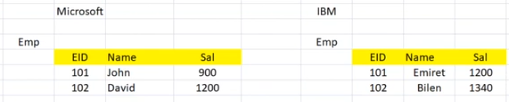 Microsoft IBM
Emp Emp
EID Name Sal EID Name Sal
101 John 900 101 Emiret 1200
102 David 1200 102 Bilen 1340